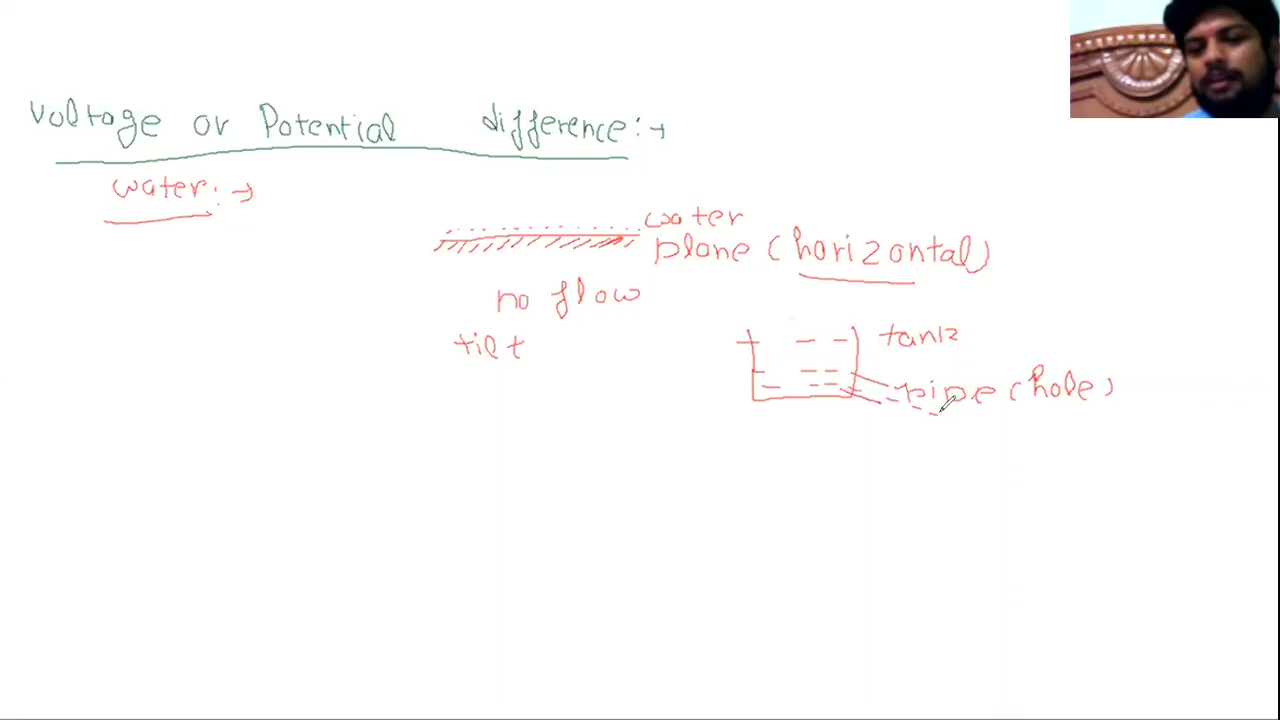 Voltage or Potential difference:→
water:→
water
plane (horizontal)
no flow
tilt
tank
pipe (hole)